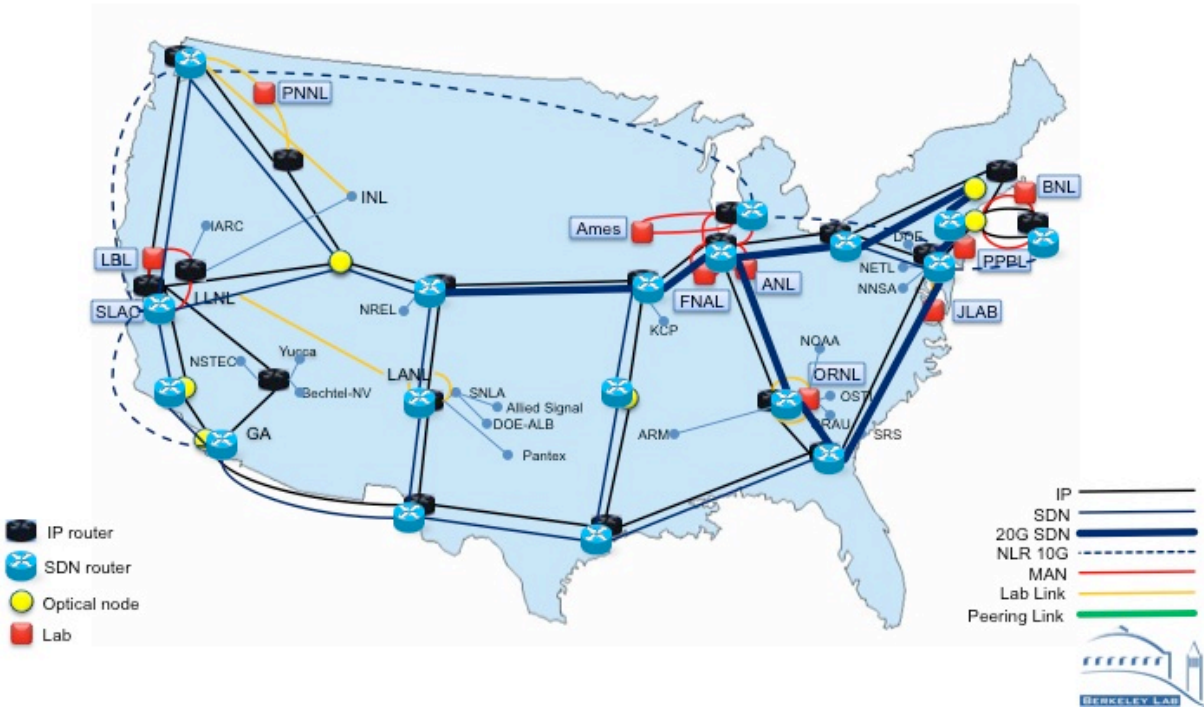 PNNL
INL
BNL
IARC
Ames
LBL
DOE
PPPL
NETL
LLNL
ANL
NNSA
SLAC
FNAL
NREL
JLAB
KCP
NOAA
Yucca
NSTEC
LANL
ORNL
Bechtel-NV
SNLA
OSTI
Allied Signal
DOE-ALB
ORAU
GA
ARM
SRS
Pantex
IP
SDN
20G SDN
NLR 10G
MAN
Lab Link
Peering Link
IP router
SDN router
Optical node
Lab
BERKELEY LAB